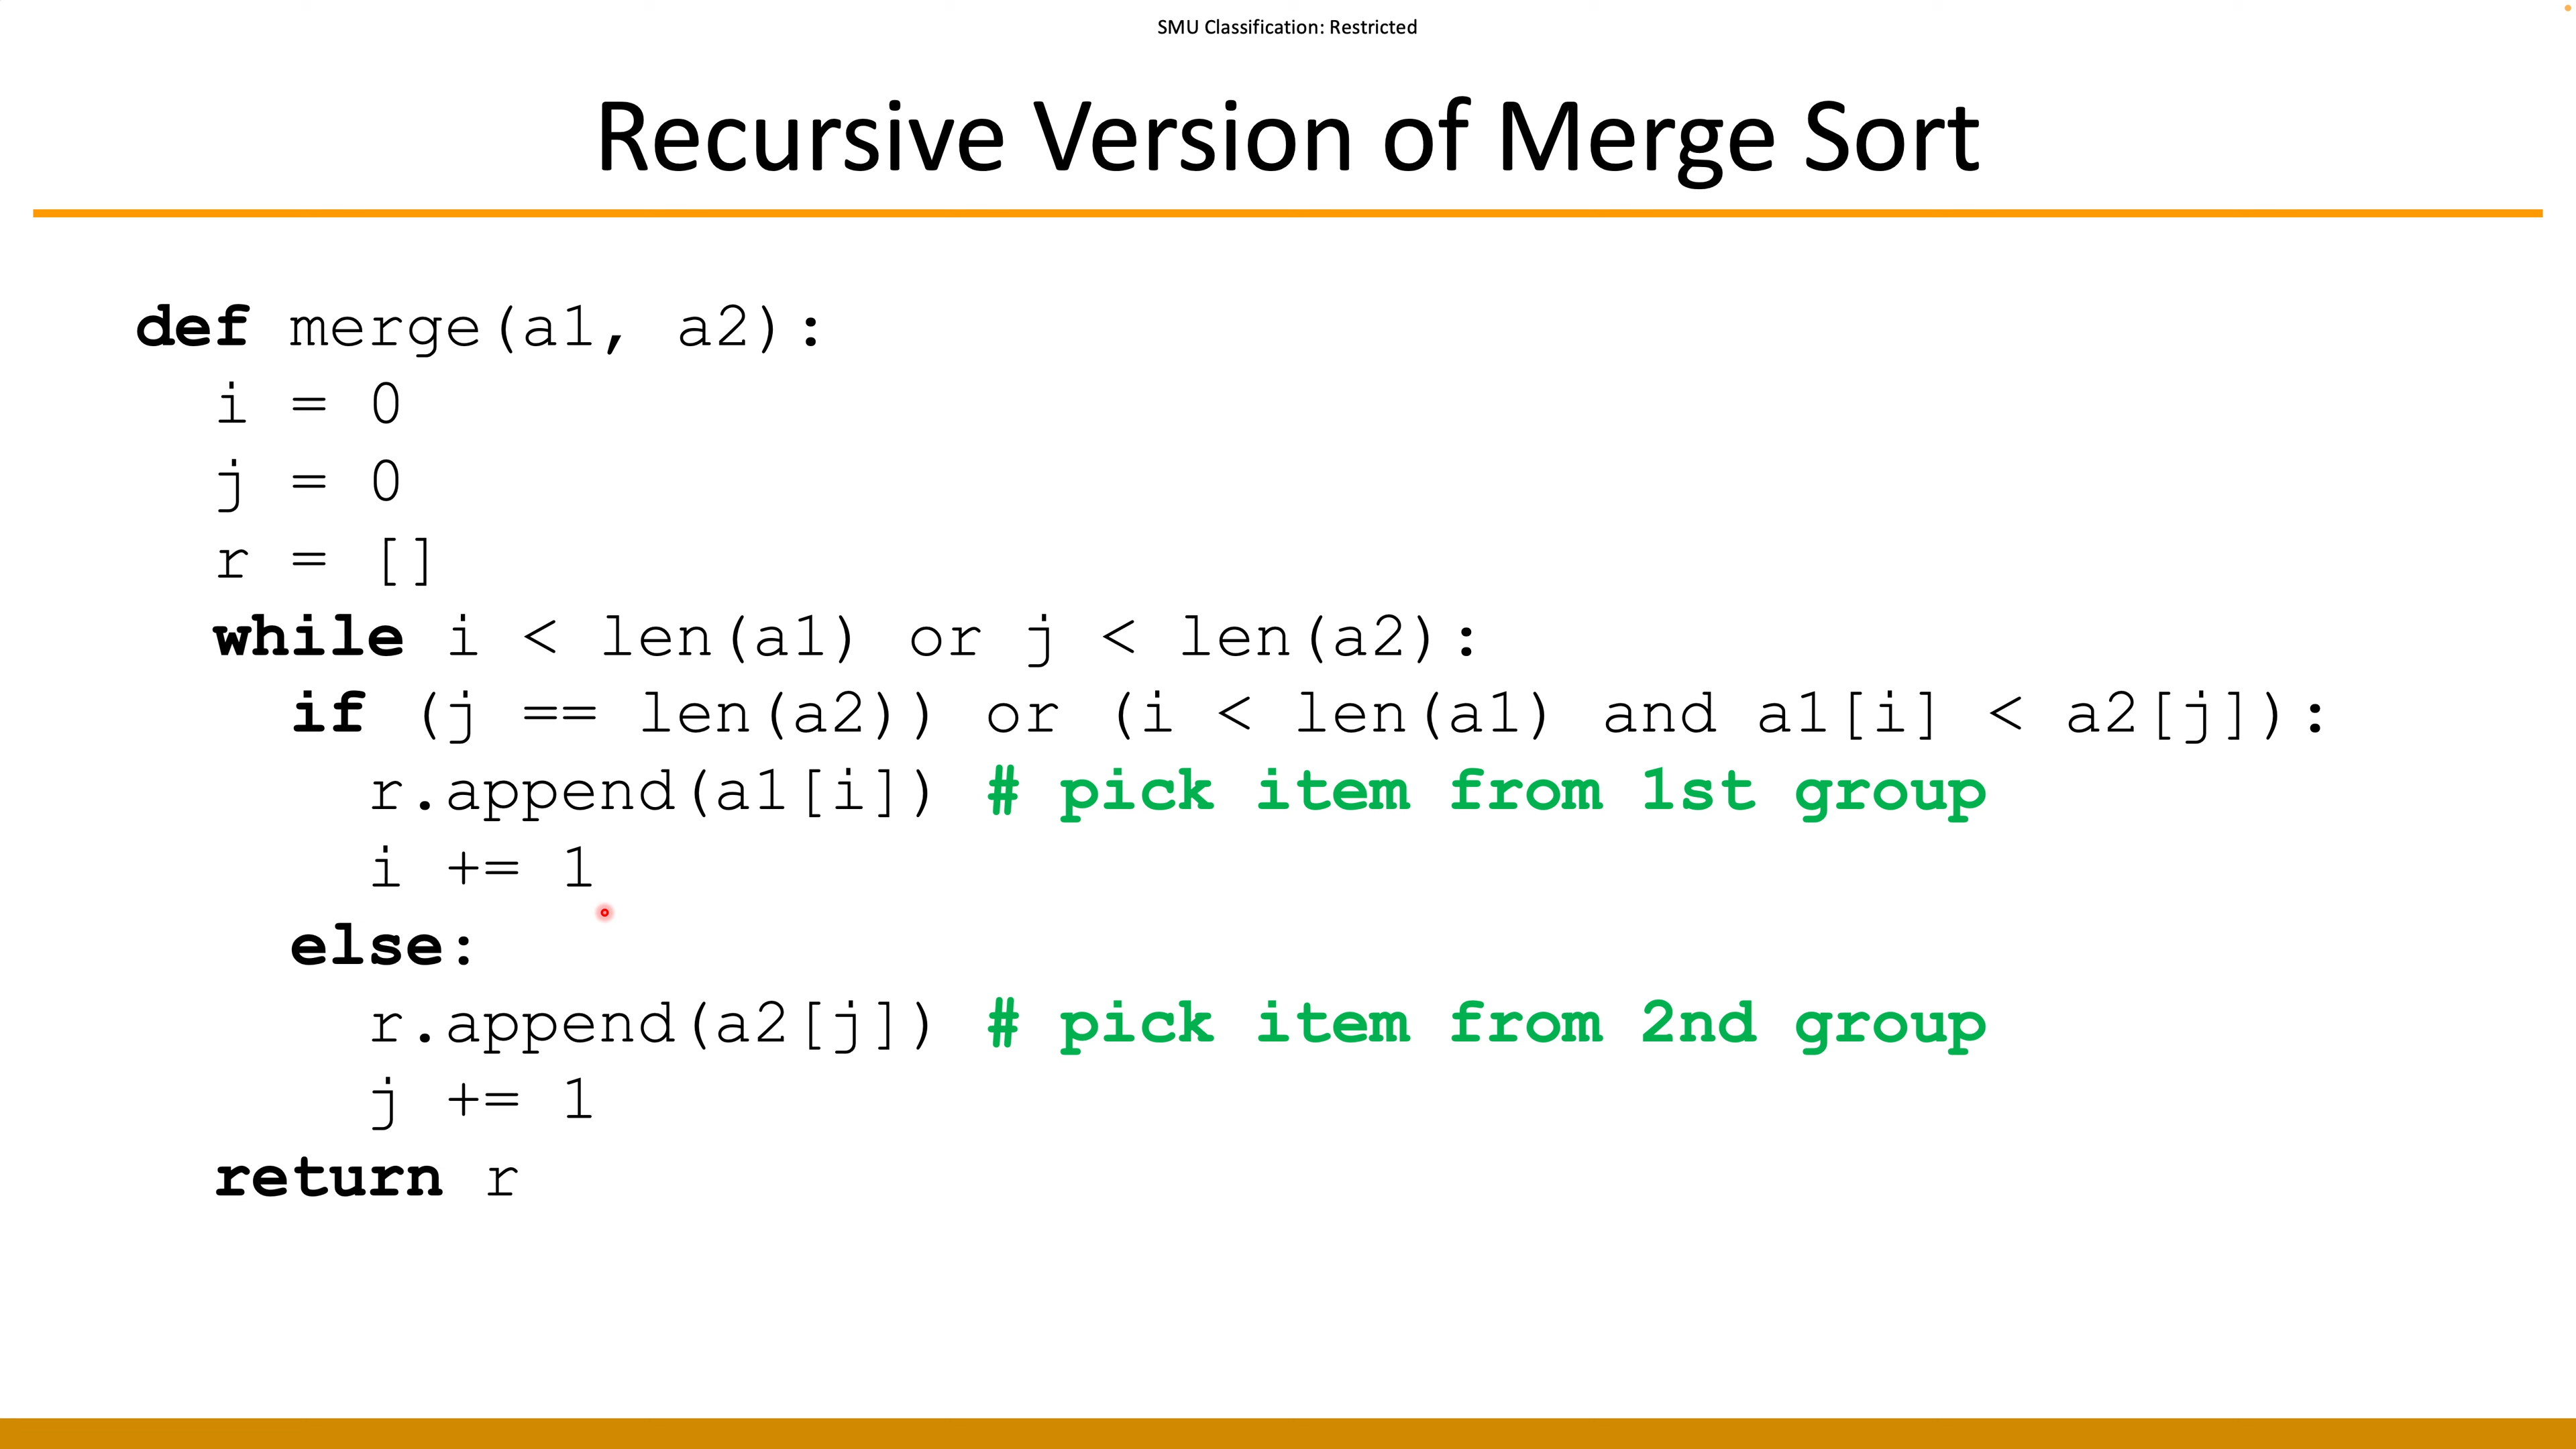 SMU Classification: Restricted
Recursive Version of Merge Sort
def merge(a1, a2):
i = 0
j = 0
r = []
while i < len(a1) or j < len(a2):
if (j == len(a2)) or (i < len(a1) and a1[i] < a2[j]):
r.append(a1[i]) # pick item from 1st group
i += 1
else:
r.append(a2[j]) # pick item from 2nd group
j += 1
return r